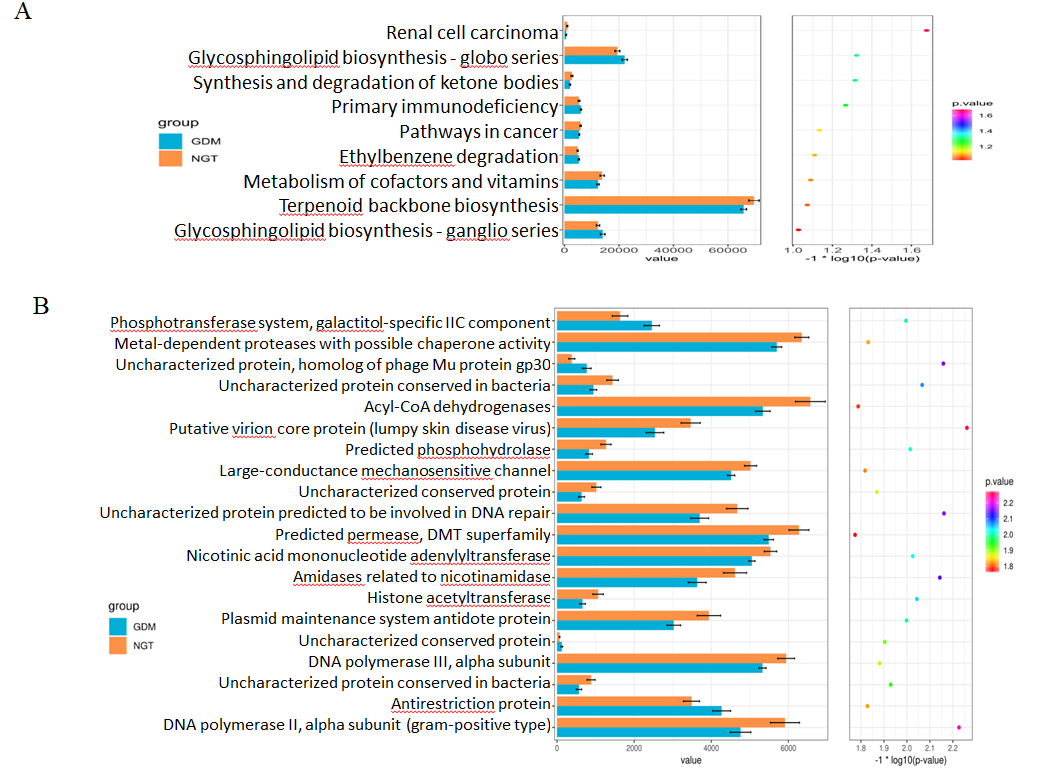 A
Renal cell carcinoma
Glycosphingolipid biosynthesis - globo series
Synthesis and degradation of ketone bodies
Primary immunodeficiency
Pathways in cancer
Ethylbenzene degradation
Metabolism of cofactors and vitamins
Terpenoid backbone biosynthesis
Glycosphingolipid biosynthesis - ganglio series
group
GDM
NGT
0 20000 40000 60000
value
1.0 1.2 1.4 1.6
-1 * log10(p-value)
p.value
1.6
1.4
1.2
B
Phosphotransferase system, galactitol-specific IIC component
Metal-dependent proteases with possible chaperone activity
Uncharacterized protein, homolog of phage Mu protein gp30
Uncharacterized protein conserved in bacteria
Acyl-CoA dehydrogenases
Putative virion core protein (lumpy skin disease virus)
Predicted phosphohydrolase
Large-conductance mechanosensitive channel
Uncharacterized conserved protein
Uncharacterized protein predicted to be involved in DNA repair
Predicted permease, DMT superfamily
Nicotinic acid mononucleotide adenylyltransferase
Amidases related to nicotinamidase
Histone acetyltransferase
Plasmid maintenance system antidote protein
Uncharacterized conserved protein
DNA polymerase III, alpha subunit
Uncharacterized protein conserved in bacteria
Antirestriction protein
DNA polymerase II, alpha subunit (gram-positive type)
group
GDM
NGT
0 2000 4000 6000
value
1.8 1.9 2.0 2.1 2.2
-1 * log10(p-value)
p.value
2.2
2.1
2.0
1.9
1.8